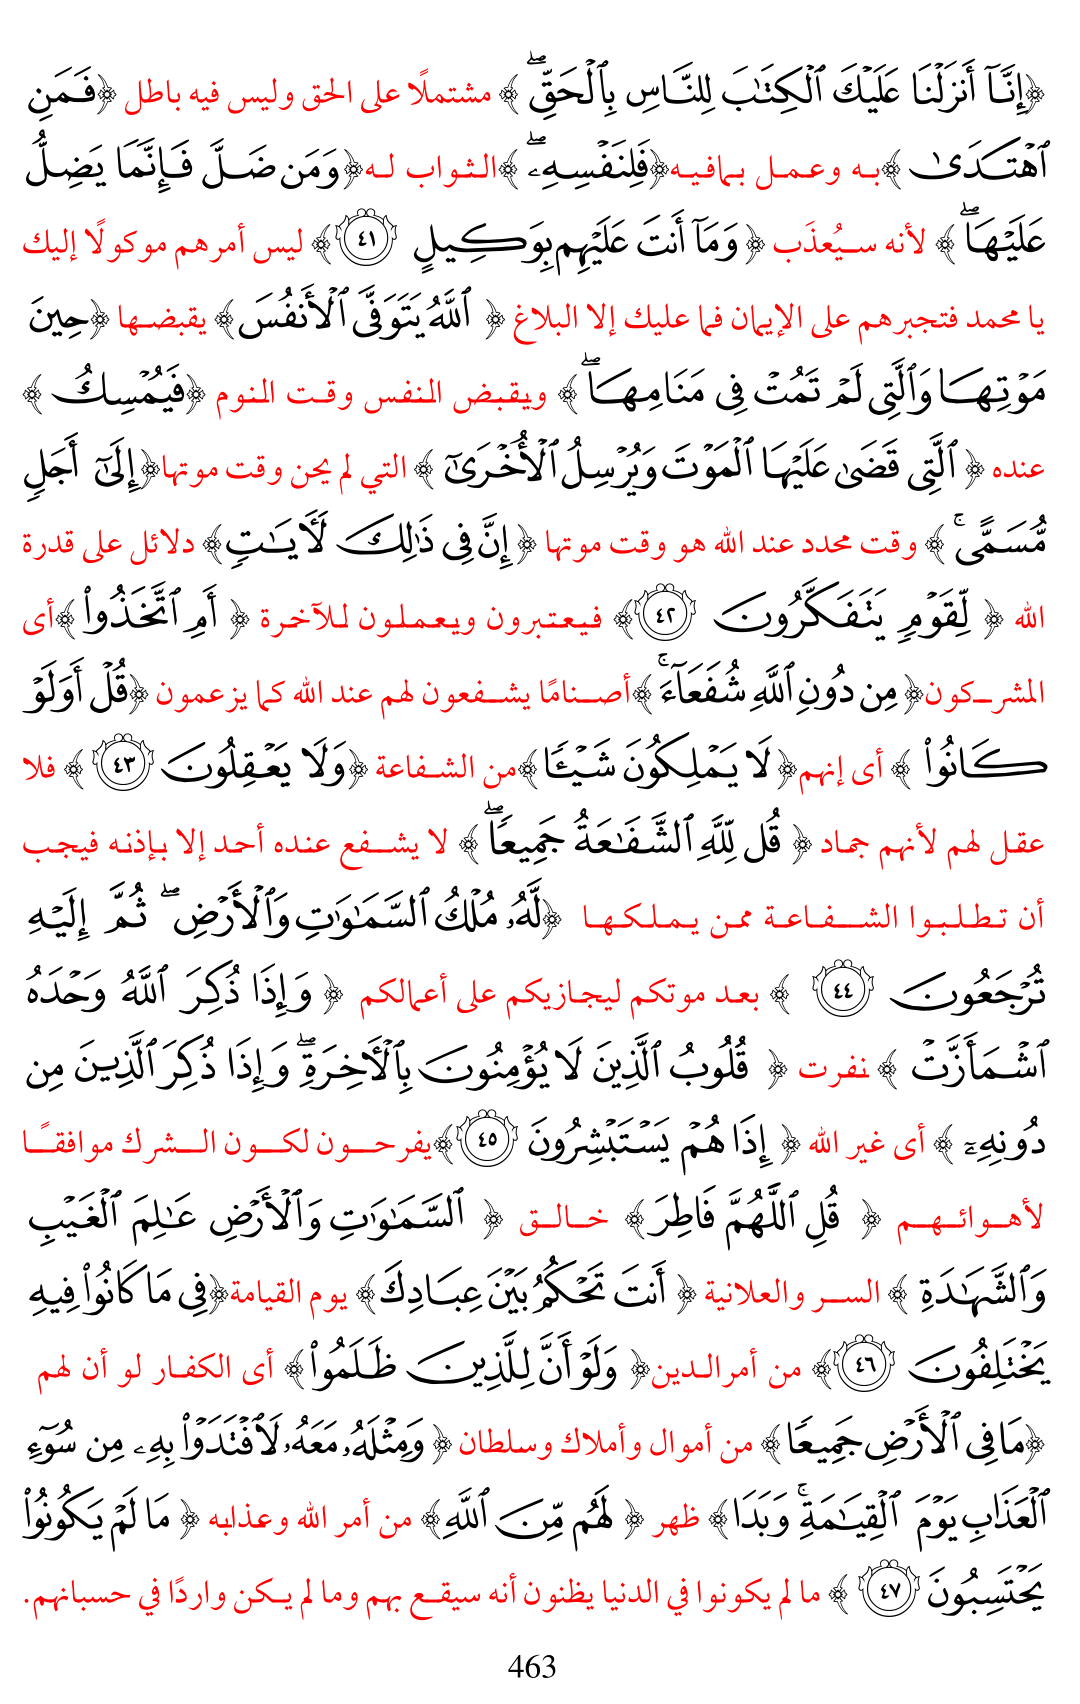 ﴿إِنَّآ أَنزَلْنَا عَلَيْكَ ٱلْكِتَٰبَ لِلنَّاسِ بِٱلْحَقِّ ۖ﴾ مشتملًا على الحق وليس فيه باطل ﴿فَمَنِ
ٱهْتَدَىٰ ﴾به وعمل بمافيه﴿فَلِنَفْسِهِۦ ۖ﴾الثواب له﴿وَمَن ضَلَّ فَإِنَّمَا يَضِلُّ
عَلَيْهَا ۖ﴾ لأنه سيُعذَب ﴿ وَمَآ أَنتَ عَلَيْهِم بِوَكِيلٍ ٤١﴾ ليس أمرهم موكولًا إليك
يا محمد فتجبرهم على الإيمان فما عليك إلا البلاغ ﴿ ٱللَّهُ يَتَوَفَّى ٱلْأَنفُسَ﴾ يقبضها ﴿حِينَ
مَوْتِهَا وَٱلَّتِى لَمْ تَمُتْ فِى مَنَامِهَا ۖ﴾ ويقبض النفس وقت النوم ﴿فَيُمْسِكُ ﴾
عنده ﴿ ٱلَّتِى قَضَىٰ عَلَيْهَا ٱلْمَوْتَ وَيُرْسِلُ ٱلْأُخْرَىٰٓ ﴾ التي لم يحن وقت موتها﴿إِلَىٰٓ أَجَلٍ
مُّسَمًّى ۚ﴾ وقت محدد عند الله هو وقت موتها ﴿ إِنَّ فِى ذَٰلِكَ لَءَايَٰتٍ﴾ دلائل على قدرة
الله ﴿ لِّقَوْمٍ يَتَفَكَّرُونَ ٤٢﴾ فيعتبرون ويعملون للآخرة ﴿ أَمِ ٱتَّخَذُوا۟ ﴾أى
المشركون﴿ مِن دُونِ ٱللَّهِ شُفَعَآءَ ۚ﴾أصنامًا يشفعون لهم عند الله كما يزعمون ﴿قُلْ أَوَلَوْ
كَانُوا۟ ﴾ أى إنهم﴿ لَا يَمْلِكُونَ شَيْـًٔا﴾من الشفاعة ﴿وَلَا يَعْقِلُونَ ٤٣ ﴾ فلا
عقل لهم لأنهم جماد ﴿ قُل لِّلَّهِ ٱلشَّفَٰعَةُ جَمِيعًا ۖ﴾ لا يشفع عنده أحد إلا بإذنه فيجب
أن تطلبوا الشفاعة ممن يملكها ﴿لَّهُۥ مُلْكُ ٱلسَّمَٰوَٰتِ وَٱلْأَرْضِ ۖ ثُمَّ إِلَيْهِ
تُرْجَعُونَ ٤٤ ﴾ بعد موتكم ليجازيكم على أعمالكم ﴿ وَإِذَا ذُكِرَ ٱللَّهُ وَحْدَهُ
ٱشْمَأَزَّتْ ﴾ نفرت ﴿ قُلُوبُ ٱلَّذِينَ لَا يُؤْمِنُونَ بِٱلْءَاخِرَةِ ۖ وَإِذَا ذُكِرَ ٱلَّذِينَ مِن
دُونِهِۦٓ ﴾ أى غير الله ﴿ إِذَا هُمْ يَسْتَبْشِرُونَ ٤٥﴾يفرحون لكون الشرك موافقًا
لأهوائهم ﴿ قُلِ ٱللَّهُمَّ فَاطِرَ﴾ خالق ﴿ ٱلسَّمَٰوَٰتِ وَٱلْأَرْضِ عَٰلِمَ ٱلْغَيْبِ
وَٱلشَّهَٰدَةِ ﴾ السر والعلانية ﴿ أَنتَ تَحْكُمُ بَيْنَ عِبَادِكَ﴾ يوم القيامة﴿فِى مَا كَانُوا۟ فِيهِ
يَخْتَلِفُونَ ٤٦﴾ من أمرالدين﴿ وَلَوْ أَنَّ لِلَّذِينَ ظَلَمُوا۟﴾ أى الكفار لو أن لهم
﴿مَا فِى ٱلْأَرْضِ جَمِيعًا﴾ من أموال وأملاك وسلطان ﴿ وَمِثْلَهُۥ مَعَهُۥ لَٱفْتَدَوْا۟ بِهِۦ مِن سُوٓءِ
ٱلْعَذَابِ يَوْمَ ٱلْقِيَٰمَةِ ۚ وَبَدَا﴾ ظهر ﴿ لَهُم مِّنَ ٱللَّهِ﴾ من أمر الله وعذابه ﴿ مَا لَمْ يَكُونُوا۟
يَحْتَسِبُونَ ٤٧ ﴾ ما لم يكونوا في الدنيا يظنون أنه سيقع بهم وما لم يكن واردًا في حسبانهم.
463